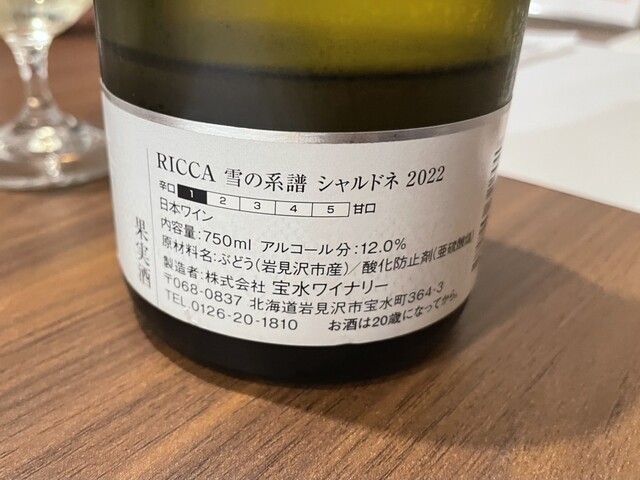 RICCA 雪の系譜 シャルドネ 2022
辛口 1 2 3 4 5 甘口
日本ワイン
内容量:750ml アルコール分:12.0%
原材料名:ぶどう(岩見沢市産)/酸化防止剤(亜硫酸塩)
製造者:株式会社 宝水ワイナリー
〒068-0837 北海道岩見沢市宝水町364-3
TEL 0126-20-1810 お酒は20歳になってから。
果実酒